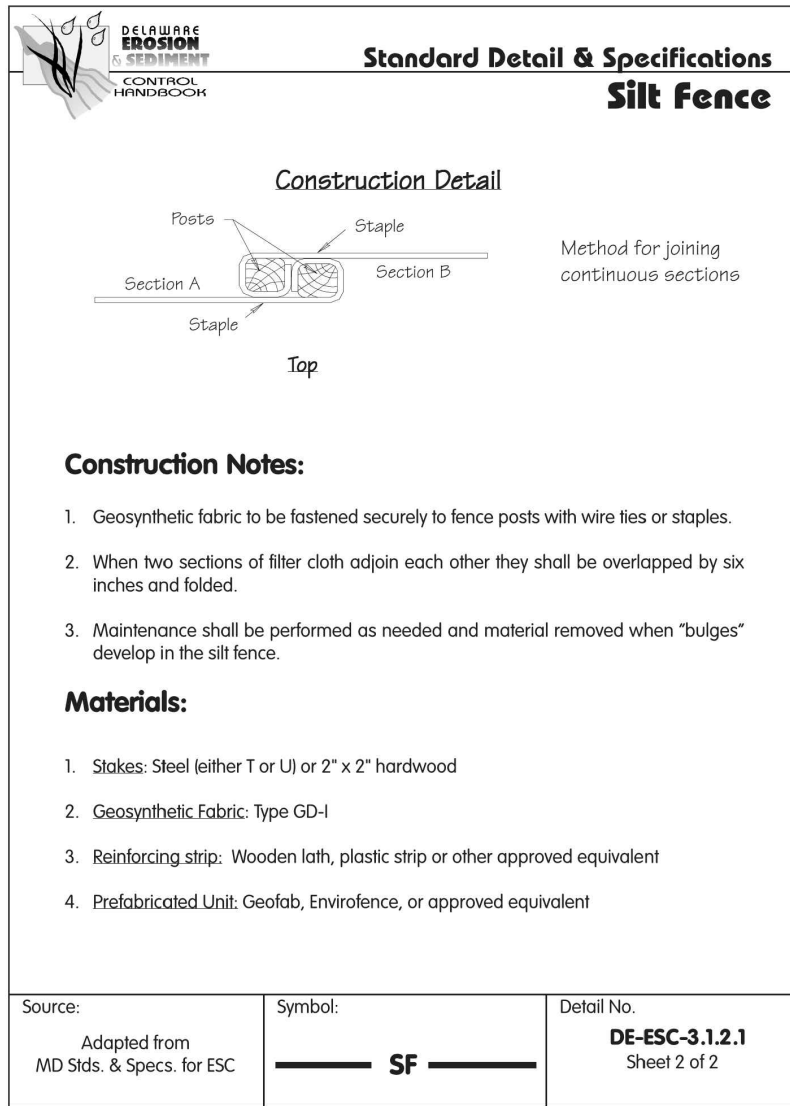 DELAWARE
EROSION
& SEDIMENT
CONTROL
HANDBOOK
Standard Detail & Specifications
Silt Fence
Construction Detail
Posts
Staple
Section A
Section B
Staple
Method for joining
continuous sections
Top
Construction Notes:
1. Geosynthetic fabric to be fastened securely to fence posts with wire ties or staples.
2. When two sections of filter cloth adjoin each other they shall be overlapped by six
inches and folded.
3. Maintenance shall be performed as needed and material removed when "bulges"
develop in the silt fence.
Materials:
1. Stakes: Steel (either T or U) or 2" x 2" hardwood
2. Geosynthetic Fabric: Type GD-I
3. Reinforcing strip: Wooden lath, plastic strip or other approved equivalent
4. Prefabricated Unit: Geofab, Envirofence, or approved equivalent
Source:
Adapted from
MD Stds. & Specs. for ESC
Symbol:
SF
Detail No.
DE-ESC-3.1.2.1
Sheet 2 of 2